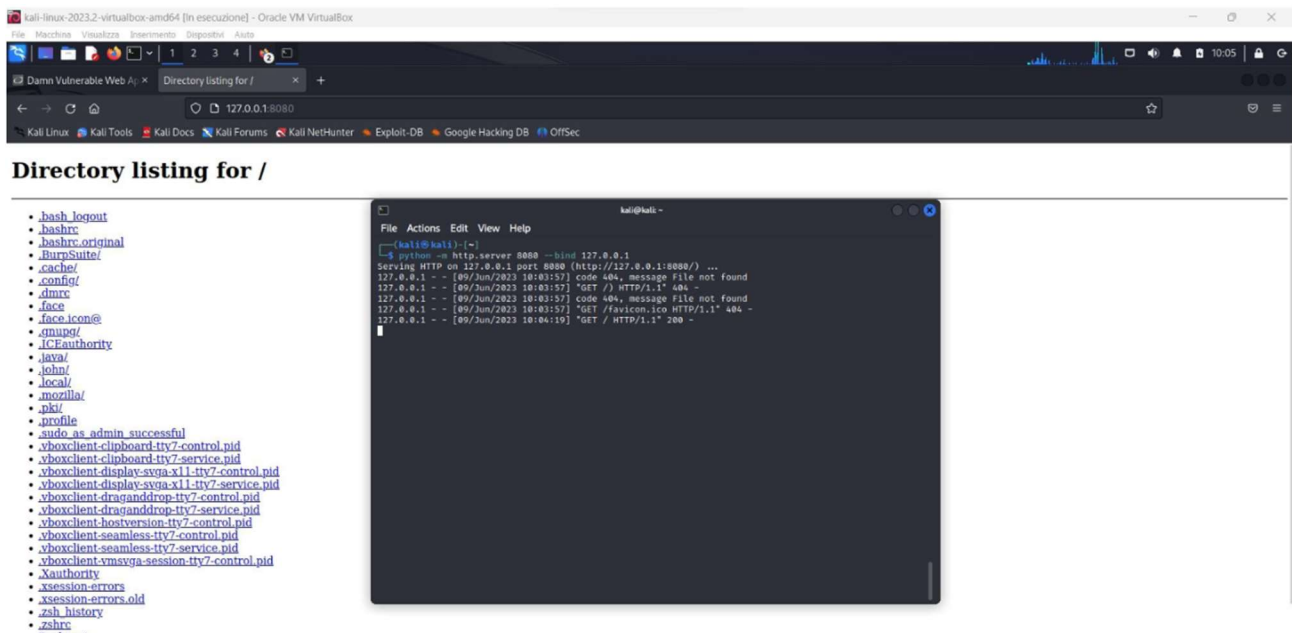 kali-linux-2023.2-virtualbox-amd64 [In esecuzione] - Oracle VM VirtualBox
File Macchina Visualizza Inserimento Dispositivi Aiuto
1 2 3 4
10:05
Damn Vulnerable Web Ap Directory listing for /
127.0.0.1:8080
Kali Linux Kali Tools Kali Docs Kali Forums Kali NetHunter Exploit-DB Google Hacking DB OffSec
Directory listing for /
.bash_logout
.bashrc
.bashrc.original
.BurpSuite/
.cache/
.config/
.dmrc
.face
.face.icon@
.gnupg/
.ICEauthority
.java/
.john/
.local/
.mozilla/
.pki/
.profile
.sudo_as_admin_successful
.vboxclient-clipboard-tty7-control.pid
.vboxclient-clipboard-tty7-service.pid
.vboxclient-display-svga-x11-tty7-control.pid
.vboxclient-display-svga-x11-tty7-service.pid
.vboxclient-draganddrop-tty7-control.pid
.vboxclient-draganddrop-tty7-service.pid
.vboxclient-hostversion-tty7-control.pid
.vboxclient-seamless-tty7-control.pid
.vboxclient-seamless-tty7-service.pid
.vboxclient-vmsvga-session-tty7-control.pid
.Xauthority
.xsession-errors
.xsession-errors.old
.zsh_history
.zshrc
kali@kali: ~
File Actions Edit View Help
(kali㉿kali)-[~]
$ python -m http.server 8080 --bind 127.0.0.1
Serving HTTP on 127.0.0.1 port 8080 (http://127.0.0.1:8080/) ...
127.0.0.1 - - [09/Jun/2023 10:03:57] code 404, message File not found
127.0.0.1 - - [09/Jun/2023 10:03:57] "GET /) HTTP/1.1" 404 -
127.0.0.1 - - [09/Jun/2023 10:03:57] code 404, message File not found
127.0.0.1 - - [09/Jun/2023 10:03:57] "GET /favicon.ico HTTP/1.1" 404 -
127.0.0.1 - - [09/Jun/2023 10:04:19] "GET / HTTP/1.1" 200 -